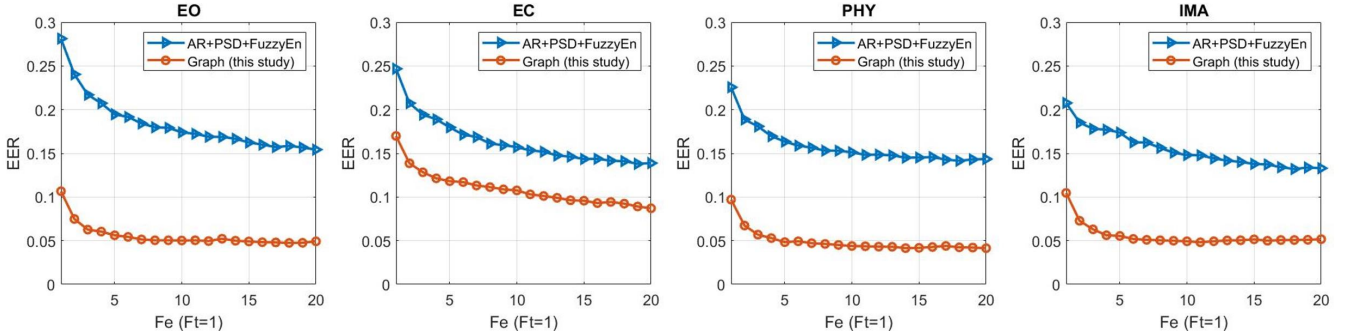 EO
0.3
0.25
0.2
0.15
0.1
0.05
0
EER
AR+PSD+FuzzyEn
Graph (this study)
5
10
15
20
Fe (Ft=1)
EC
0.3
0.25
0.2
0.15
0.1
0.05
0
EER
AR+PSD+FuzzyEn
Graph (this study)
5
10
15
20
Fe (Ft=1)
PHY
0.3
0.25
0.2
0.15
0.1
0.05
0
EER
AR+PSD+FuzzyEn
Graph (this study)
5
10
15
20
Fe (Ft=1)
IMA
0.3
0.25
0.2
0.15
0.1
0.05
0
EER
AR+PSD+FuzzyEn
Graph (this study)
5
10
15
20
Fe (Ft=1)